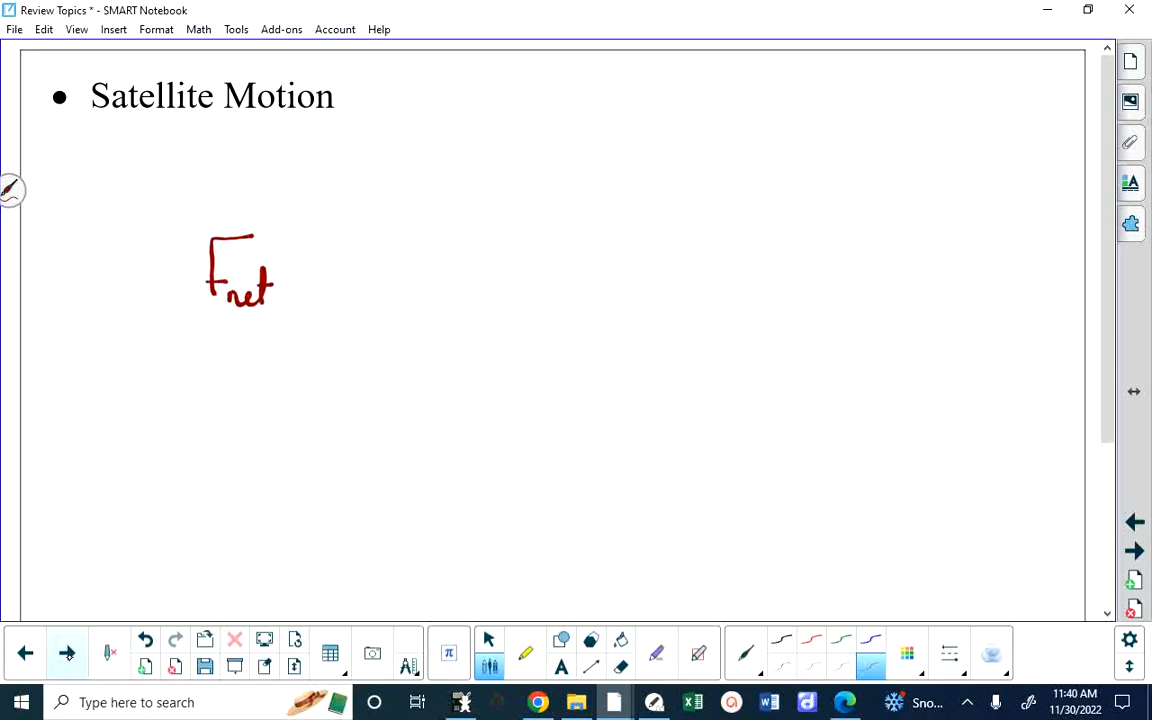 Review Topics * - SMART Notebook
File Edit View Insert Format Math Tools Add-ons Account Help
• Satellite Motion
Fnet
Type here to search
Sno...
11:40 AM
11/30/2022